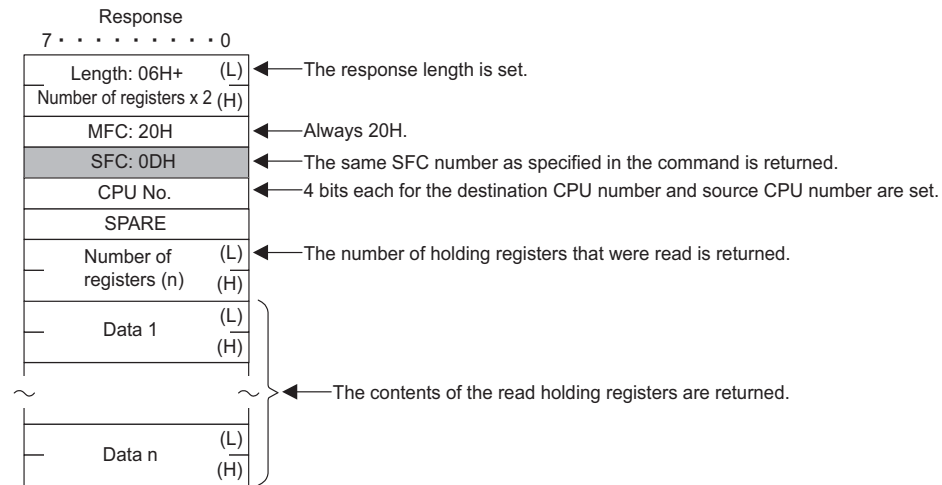 Response
7 · · · · · · · · · 0
Length: 06H+ (L) The response length is set.
Number of registers x 2 (H)
MFC: 20H Always 20H.
SFC: 0DH The same SFC number as specified in the command is returned.
CPU No. 4 bits each for the destination CPU number and source CPU number are set.
SPARE
Number of (L) The number of holding registers that were read is returned.
registers (n) (H)
Data 1 (L)
(H)
The contents of the read holding registers are returned.
Data n (L)
(H)